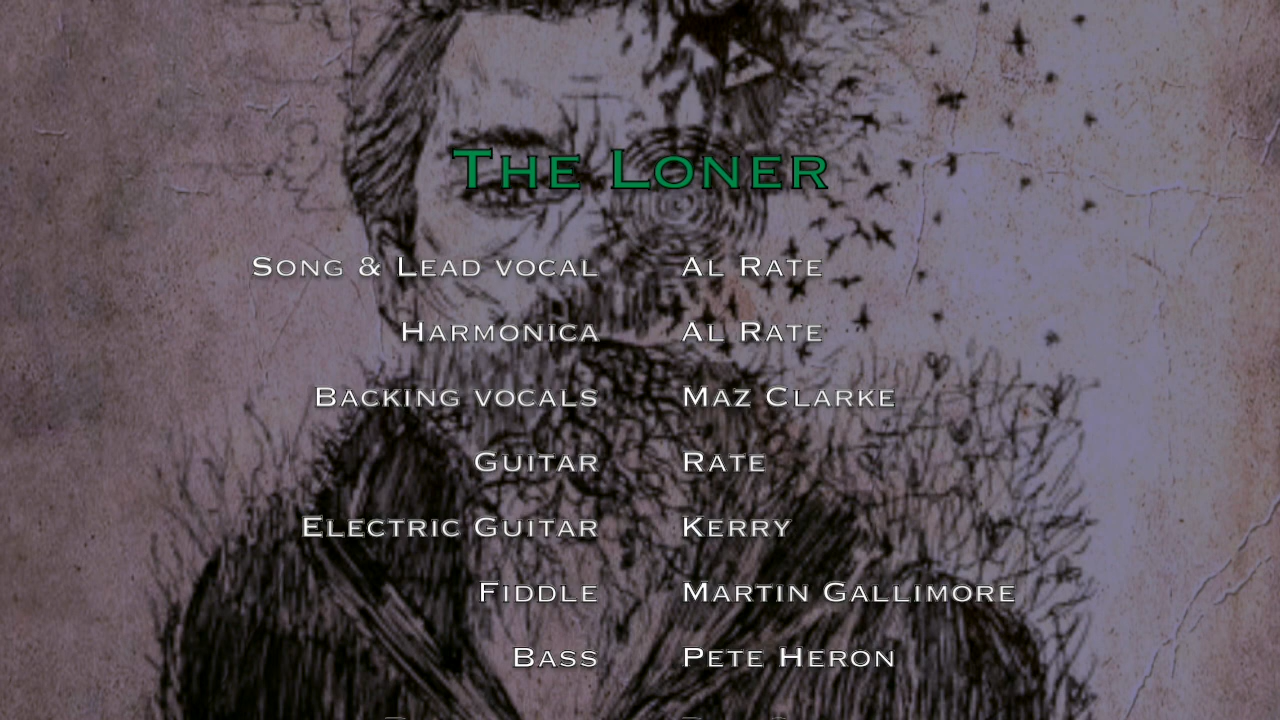 The Loner
Song & Lead vocal Al Rate
Harmonica Al Rate
Backing vocals Maz Clarke
Guitar Rate
Electric Guitar Kerry
Fiddle Martin Gallimore
Bass Pete Heron